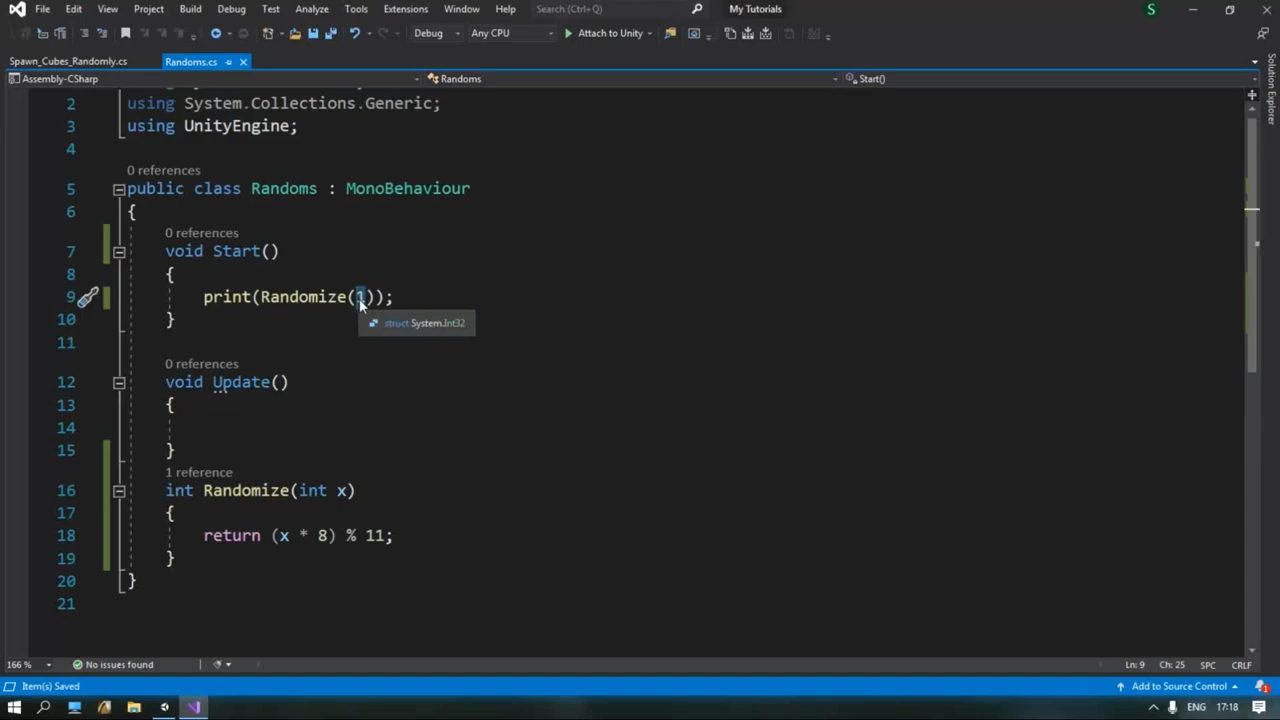 File Edit View Project Build Debug Test Analyze Tools Extensions Window Help Search (Ctrl+Q) My Tutorials S
Debug Any CPU Attach to Unity
Spawn_Cubes_Randomly.cs Randoms.cs
Assembly-CSharp Randoms Start()
Solution Explorer
2 using System.Collections.Generic;
3 using UnityEngine;
4
0 references
5 public class Randoms : MonoBehaviour
6 {
0 references
7 void Start()
8 {
9 print(Randomize(1));
struct System.Int32
10 }
11
0 references
12 void Update()
13 {
14
15 }
1 reference
16 int Randomize(int x)
17 {
18 return (x * 8) % 11;
19 }
20 }
21
166 % No issues found Ln: 9 Ch: 25 SPC CRLF
Item(s) Saved Add to Source Control 1
ENG 17:18